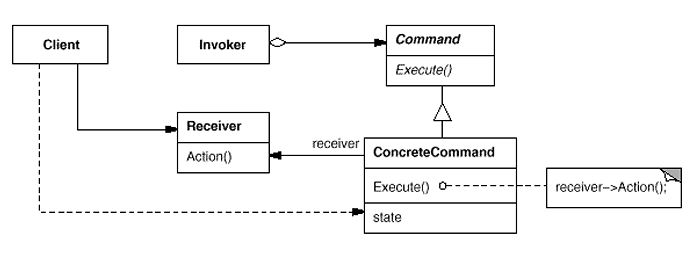 Client
Invoker
Command
Execute()
Receiver
Action()
receiver
ConcreteCommand
Execute()
state
receiver->Action();